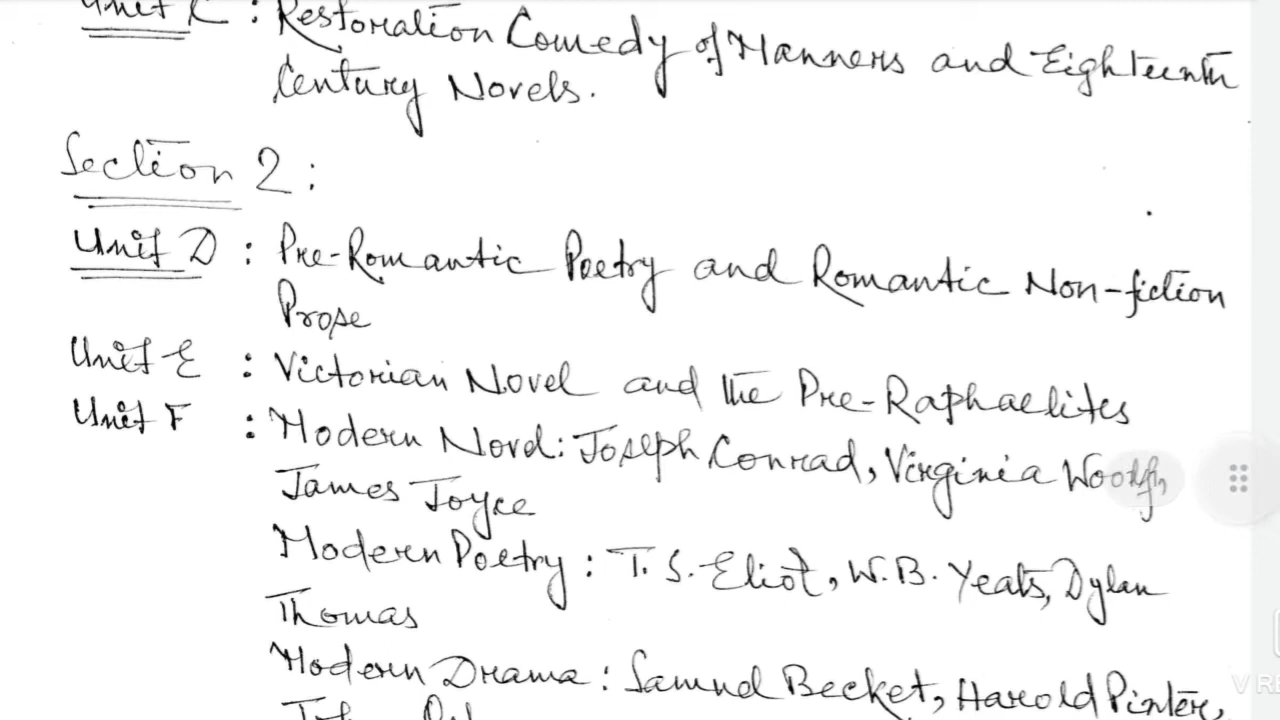 Unit C : Restoration Comedy of Manners and Eighteenth
Century Novels.
Section 2 :
Unit D : Pre-Romantic Poetry and Romantic Non-fiction
Prose
Unit E : Victorian Novel and the Pre-Raphaelites
Unit F : Modern Novel: Joseph Conrad, Virginia Woolf,
James Joyce
Modern Poetry : T. S. Eliot, W.B. Yeats, Dylan
Thomas
Modern Drama : Samuel Becket, Harold Pinter,